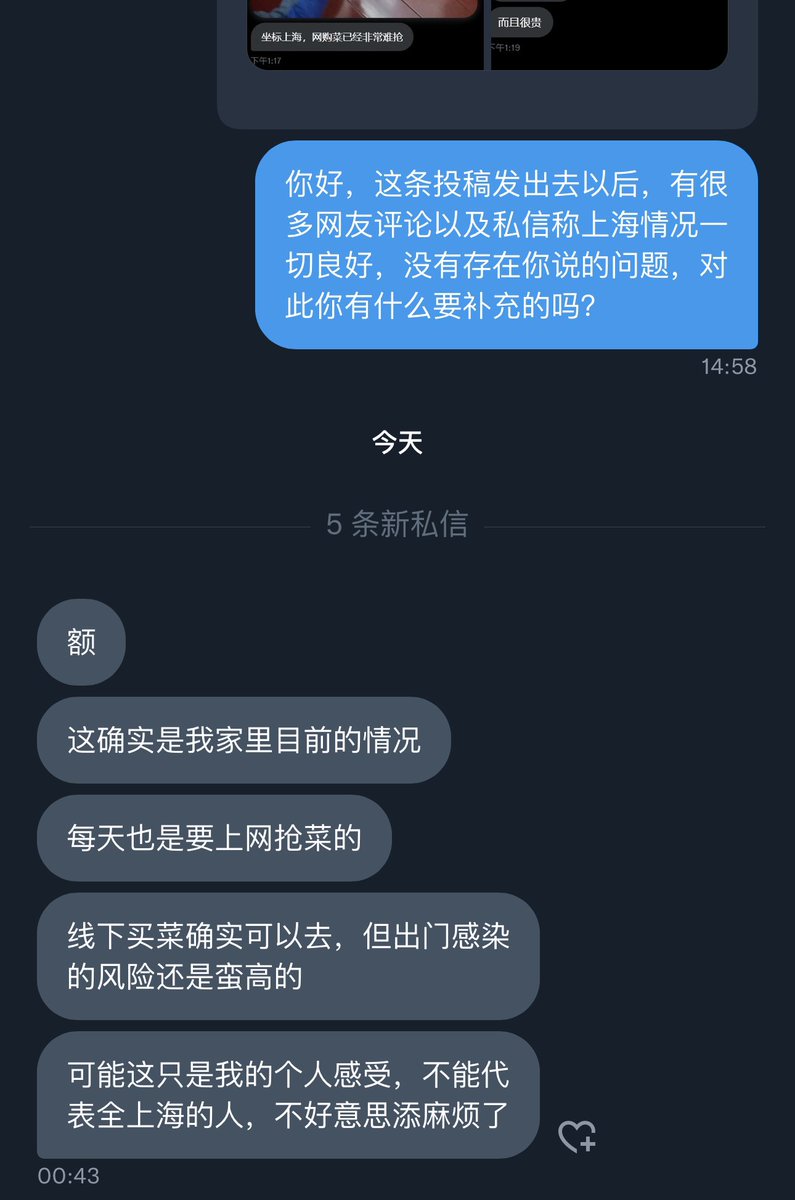 坐标上海，网购菜已经非常难抢
下午1:17
而且很贵
下午1:19
你好，这条投稿发出去以后，有很
多网友评论以及私信称上海情况一
切良好，没有存在你说的问题，对
此你有什么要补充的吗？
14:58
今天
5 条新私信
额
这确实是我家里目前的情况
每天也是要上网抢菜的
线下买菜确实可以去，但出门感染
的风险还是蛮高的
可能这只是我的个人感受，不能代
表全上海的人，不好意思添麻烦了
00:43